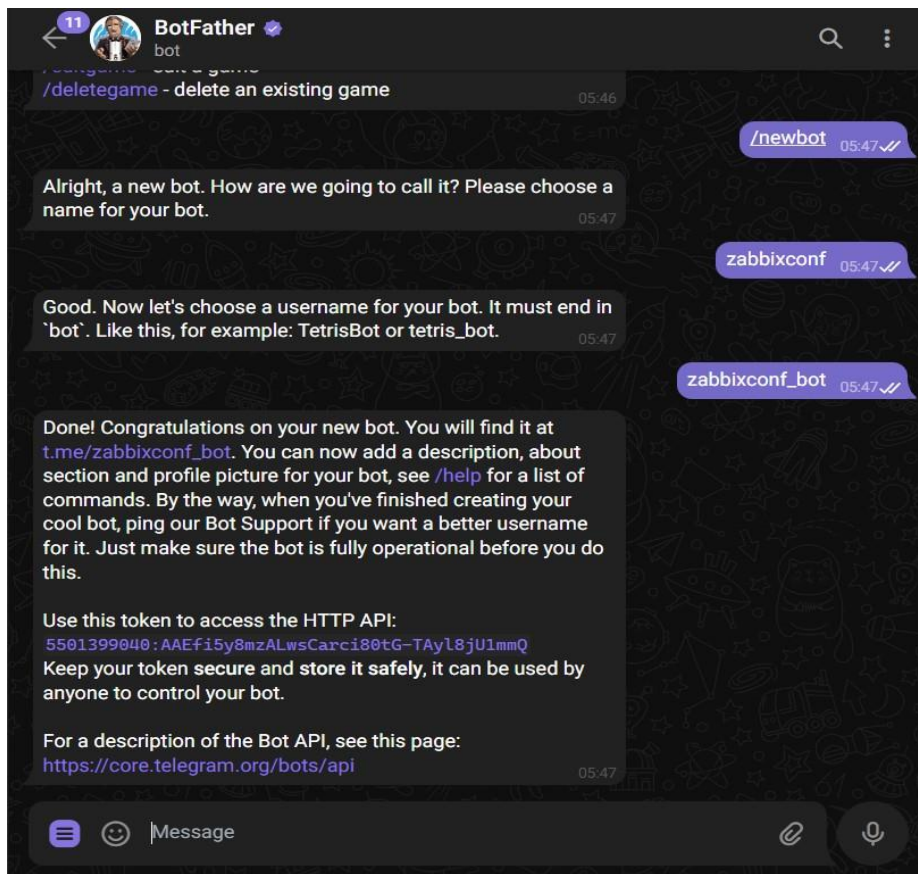 11
BotFather
bot
/deletegame - delete an existing game
05:46
/newbot 05:47
Alright, a new bot. How are we going to call it? Please choose a
name for your bot.
05:47
zabbixconf 05:47
Good. Now let's choose a username for your bot. It must end in
`bot`. Like this, for example: TetrisBot or tetris_bot.
05:47
zabbixconf_bot 05:47
Done! Congratulations on your new bot. You will find it at
t.me/zabbixconf_bot. You can now add a description, about
section and profile picture for your bot, see /help for a list of
commands. By the way, when you've finished creating your
cool bot, ping our Bot Support if you want a better username
for it. Just make sure the bot is fully operational before you do
this.
Use this token to access the HTTP API:
5501399040:AAEfi5y8mzALwsCarci80tG-TAyl8jU1mmQ
Keep your token secure and store it safely, it can be used by
anyone to control your bot.
For a description of the Bot API, see this page:
https://core.telegram.org/bots/api
05:47
Message